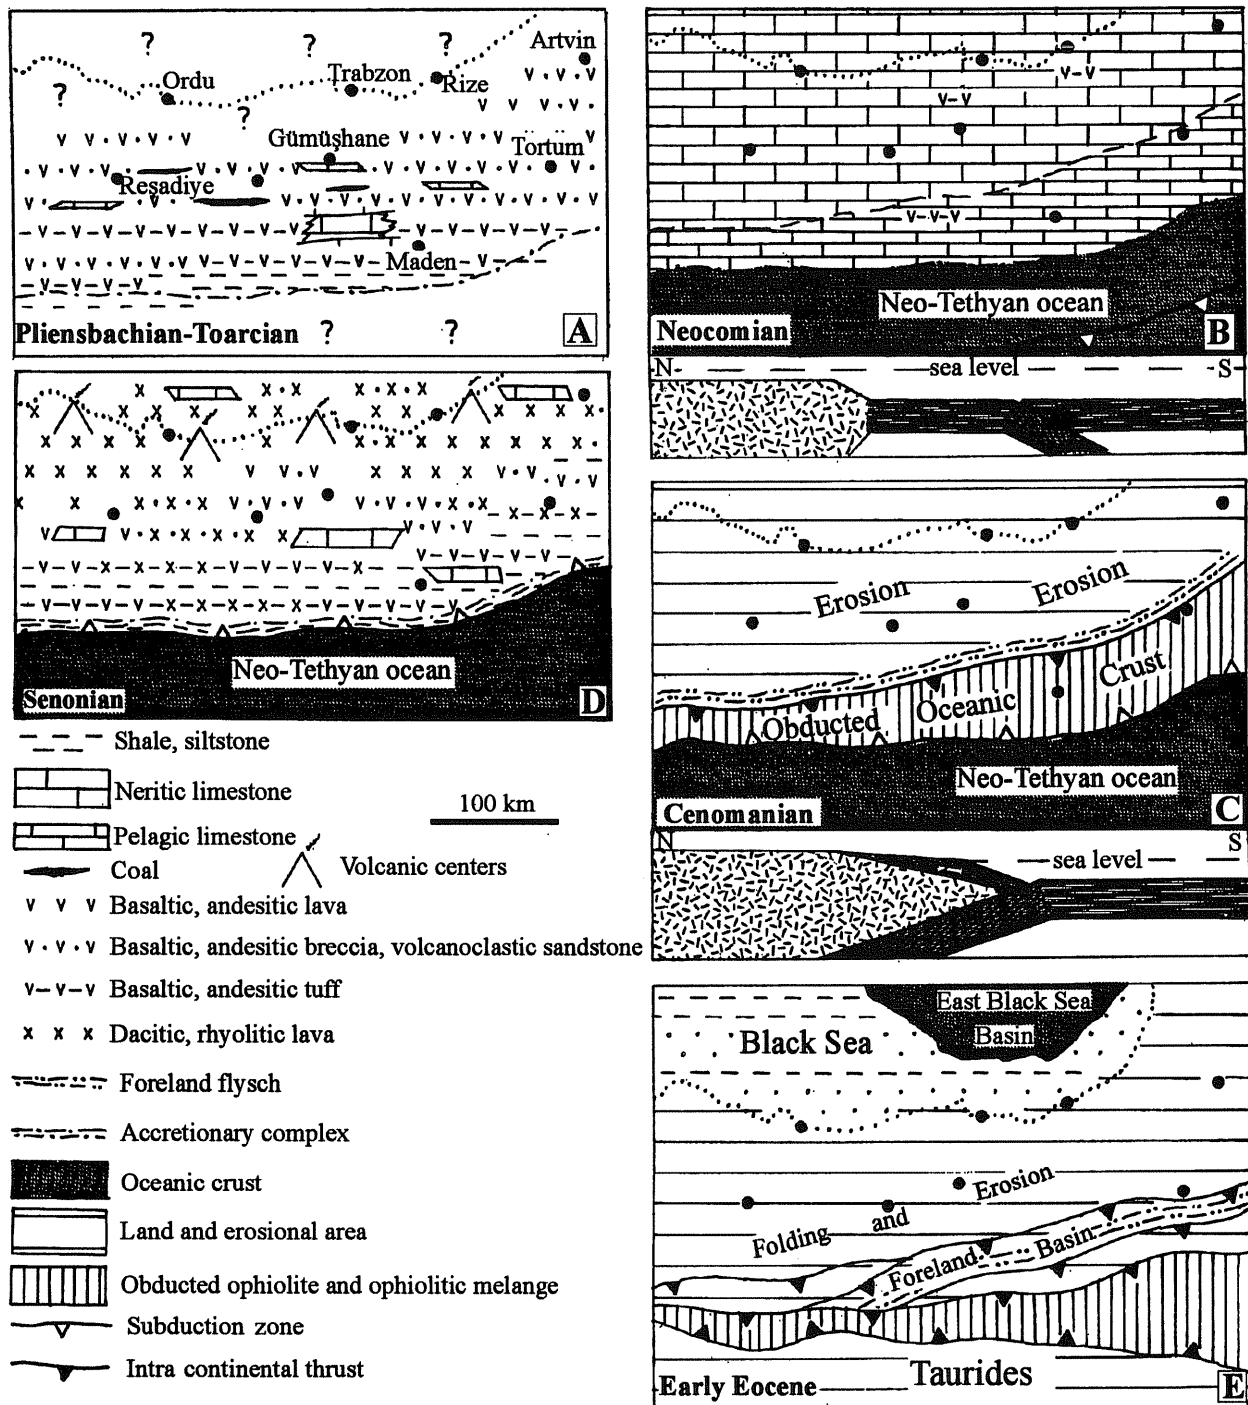 ? ? ?
Artvin
Ordu
Trabzon
Rize
?
?
Gümüşhane
Tortum
Reşadiye
Maden
Pliensbachian-Toarcian
? ?
A
Neo-Tethyan ocean
Neocomian
B
N
sea level
S
Neo-Tethyan ocean
Senonian
D
Erosion
Erosion
Obducted Oceanic Crust
Neo-Tethyan ocean
Cenomanian
C
N
S
sea level
Shale, siltstone
Neritic limestone
100 km
Pelagic limestone
Coal
Volcanic centers
Basaltic, andesitic lava
Basaltic, andesitic breccia, volcanoclastic sandstone
Basaltic, andesitic tuff
Dacitic, rhyolitic lava
Foreland flysch
Accretionary complex
Oceanic crust
Land and erosional area
Obducted ophiolite and ophiolitic melange
Subduction zone
Intra continental thrust
East Black Sea
Basin
Black Sea
Folding and Erosion
Foreland Basin
Taurides
Early Eocene
E